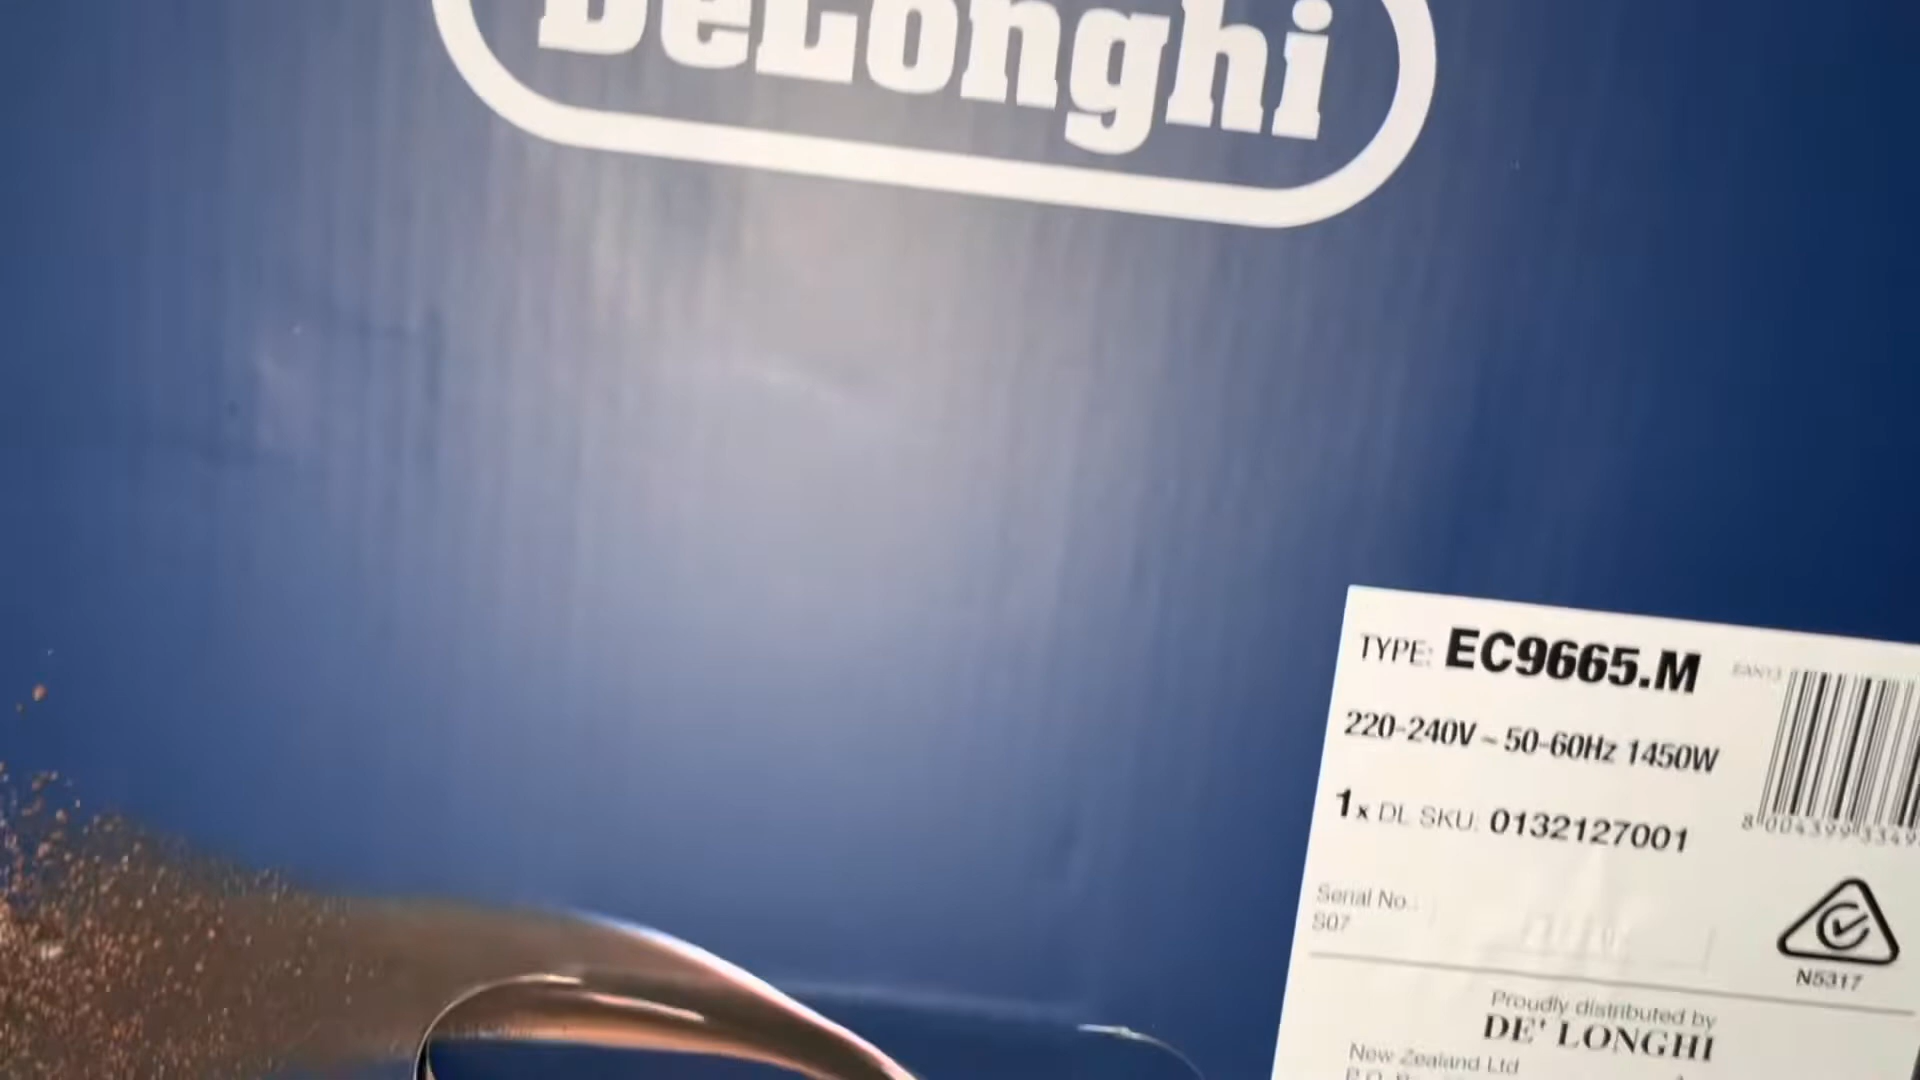 DeLonghi
TYPE: EC9665.M
220-240V ~ 50-60Hz 1450W
1x DL SKU: 0132127001
Serial No.:
S07
N5317
Proudly distributed by
DE' LONGHI
New Zealand Ltd